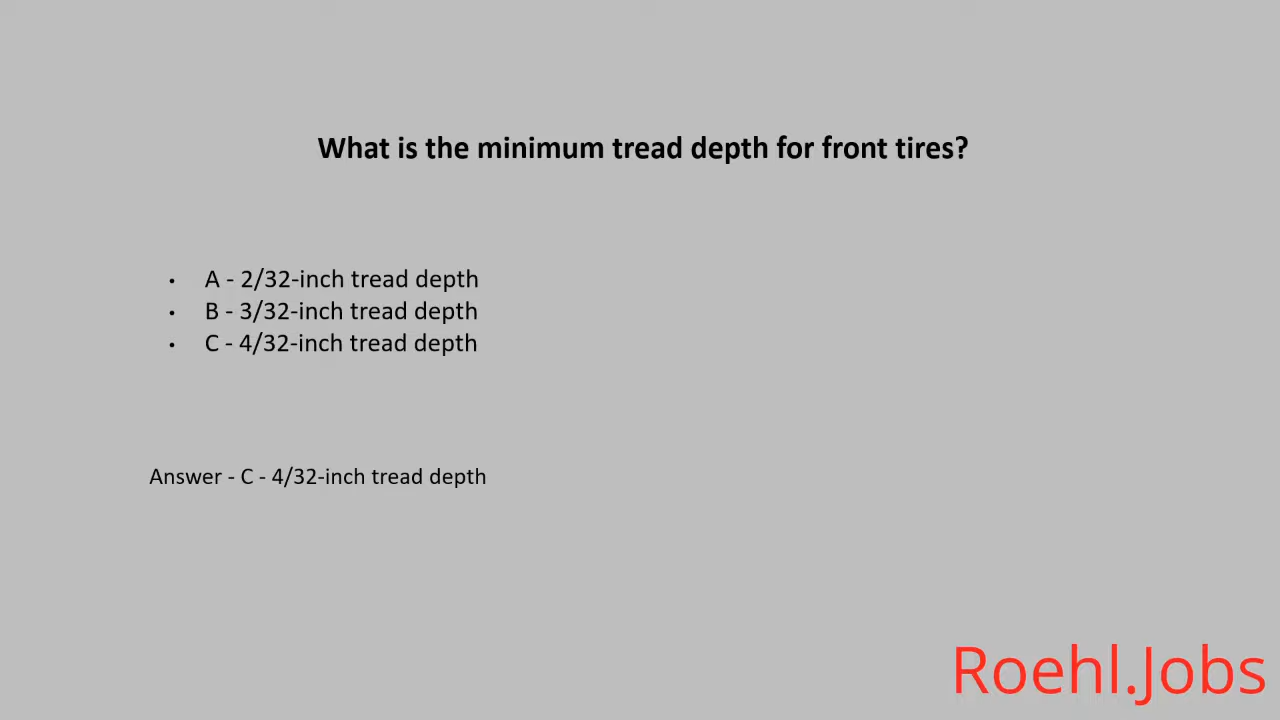 What is the minimum tread depth for front tires?
• A - 2/32-inch tread depth
• B - 3/32-inch tread depth
• C - 4/32-inch tread depth
Answer - C - 4/32-inch tread depth
Roehl.Jobs